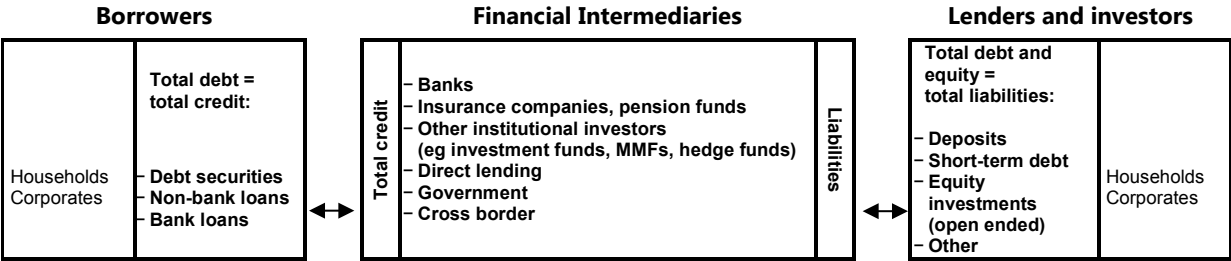 Borrowers
Households
Corporates
Total debt =
total credit:
– Debt securities
– Non-bank loans
– Bank loans
Financial Intermediaries
Total credit
– Banks
– Insurance companies, pension funds
– Other institutional investors
(eg investment funds, MMFs, hedge funds)
– Direct lending
– Government
– Cross border
Liabilities
Lenders and investors
Total debt and
equity =
total liabilities:
– Deposits
– Short-term debt
– Equity
investments
(open ended)
– Other
Households
Corporates